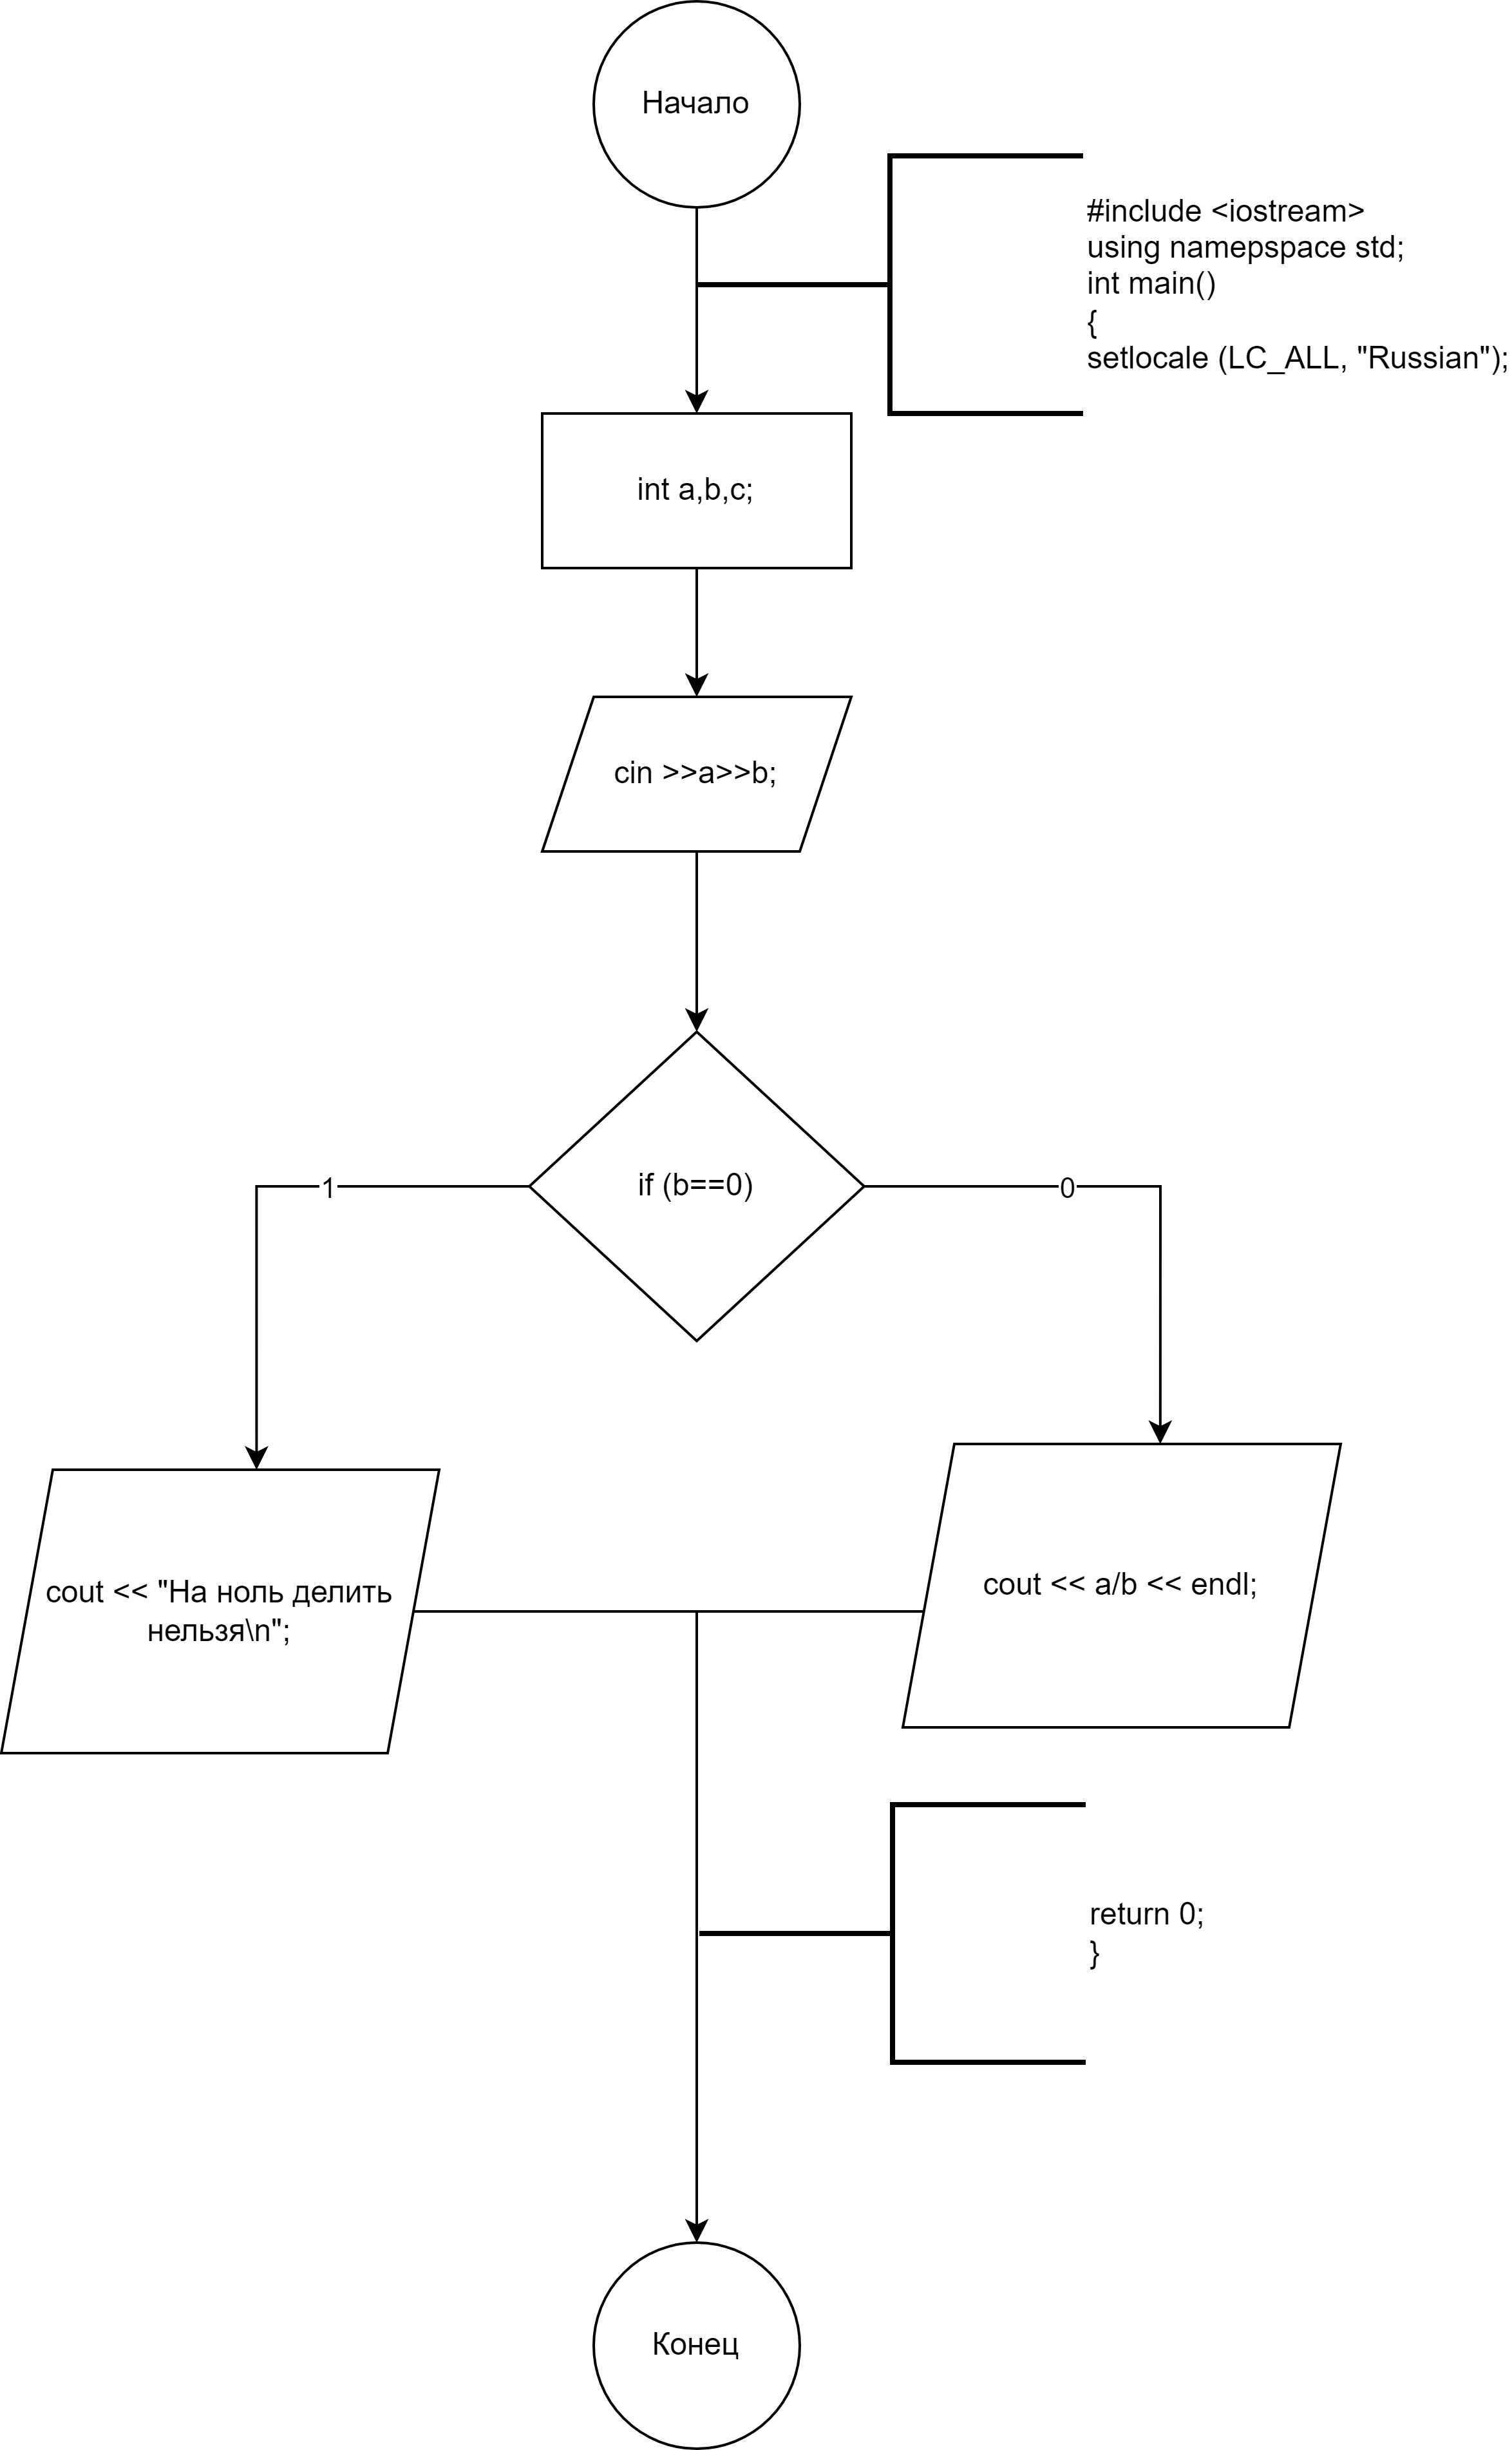 Начало
#include <iostream>
using namepspace std;
int main()
{
setlocale (LC_ALL, "Russian");
int a,b,c;
cin >>a>>b;
if (b==0)
1
0
cout << "На ноль делить
нельзя\n";
cout << a/b << endl;
return 0;
}
Конец